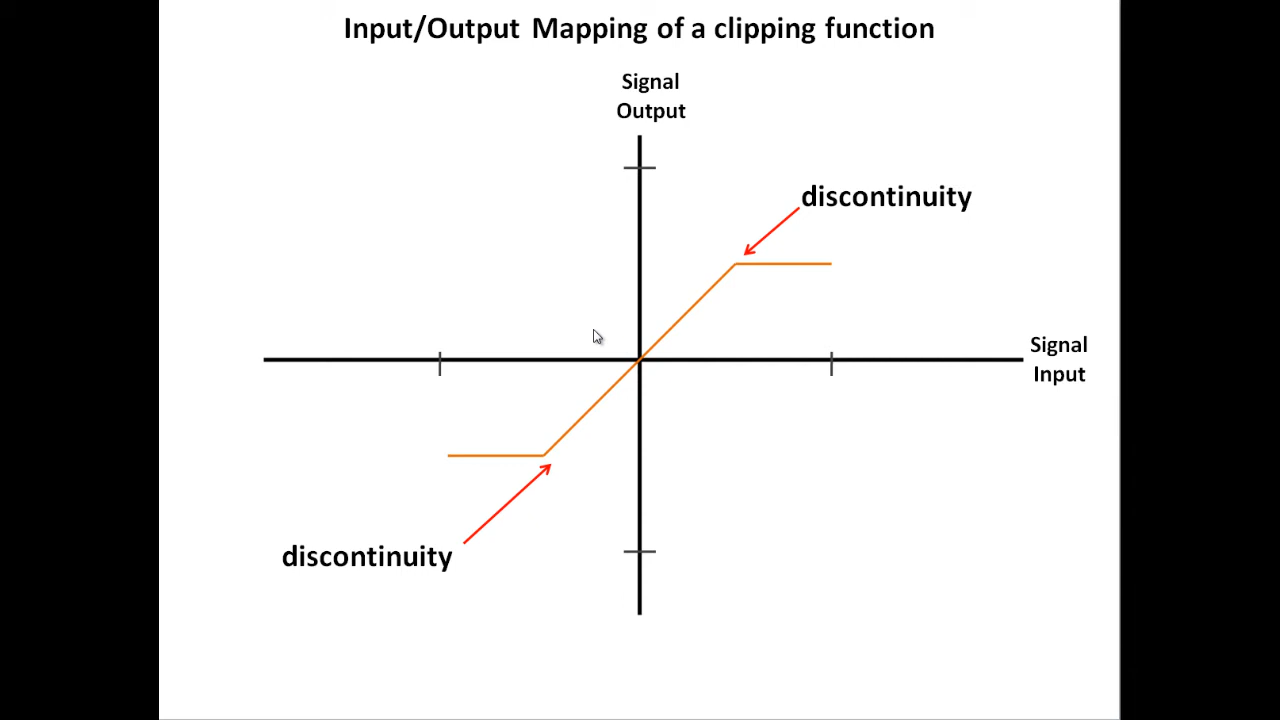 Input/Output Mapping of a clipping function
Signal
Output
discontinuity
Signal
Input
discontinuity